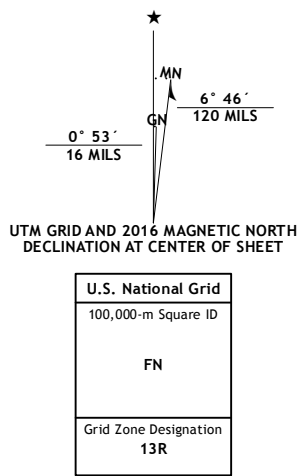 ★
MN
6° 46´
120 MILS
GN
0° 53´
16 MILS
UTM GRID AND 2016 MAGNETIC NORTH
DECLINATION AT CENTER OF SHEET
U.S. National Grid
100,000-m Square ID
FN
Grid Zone Designation
13R